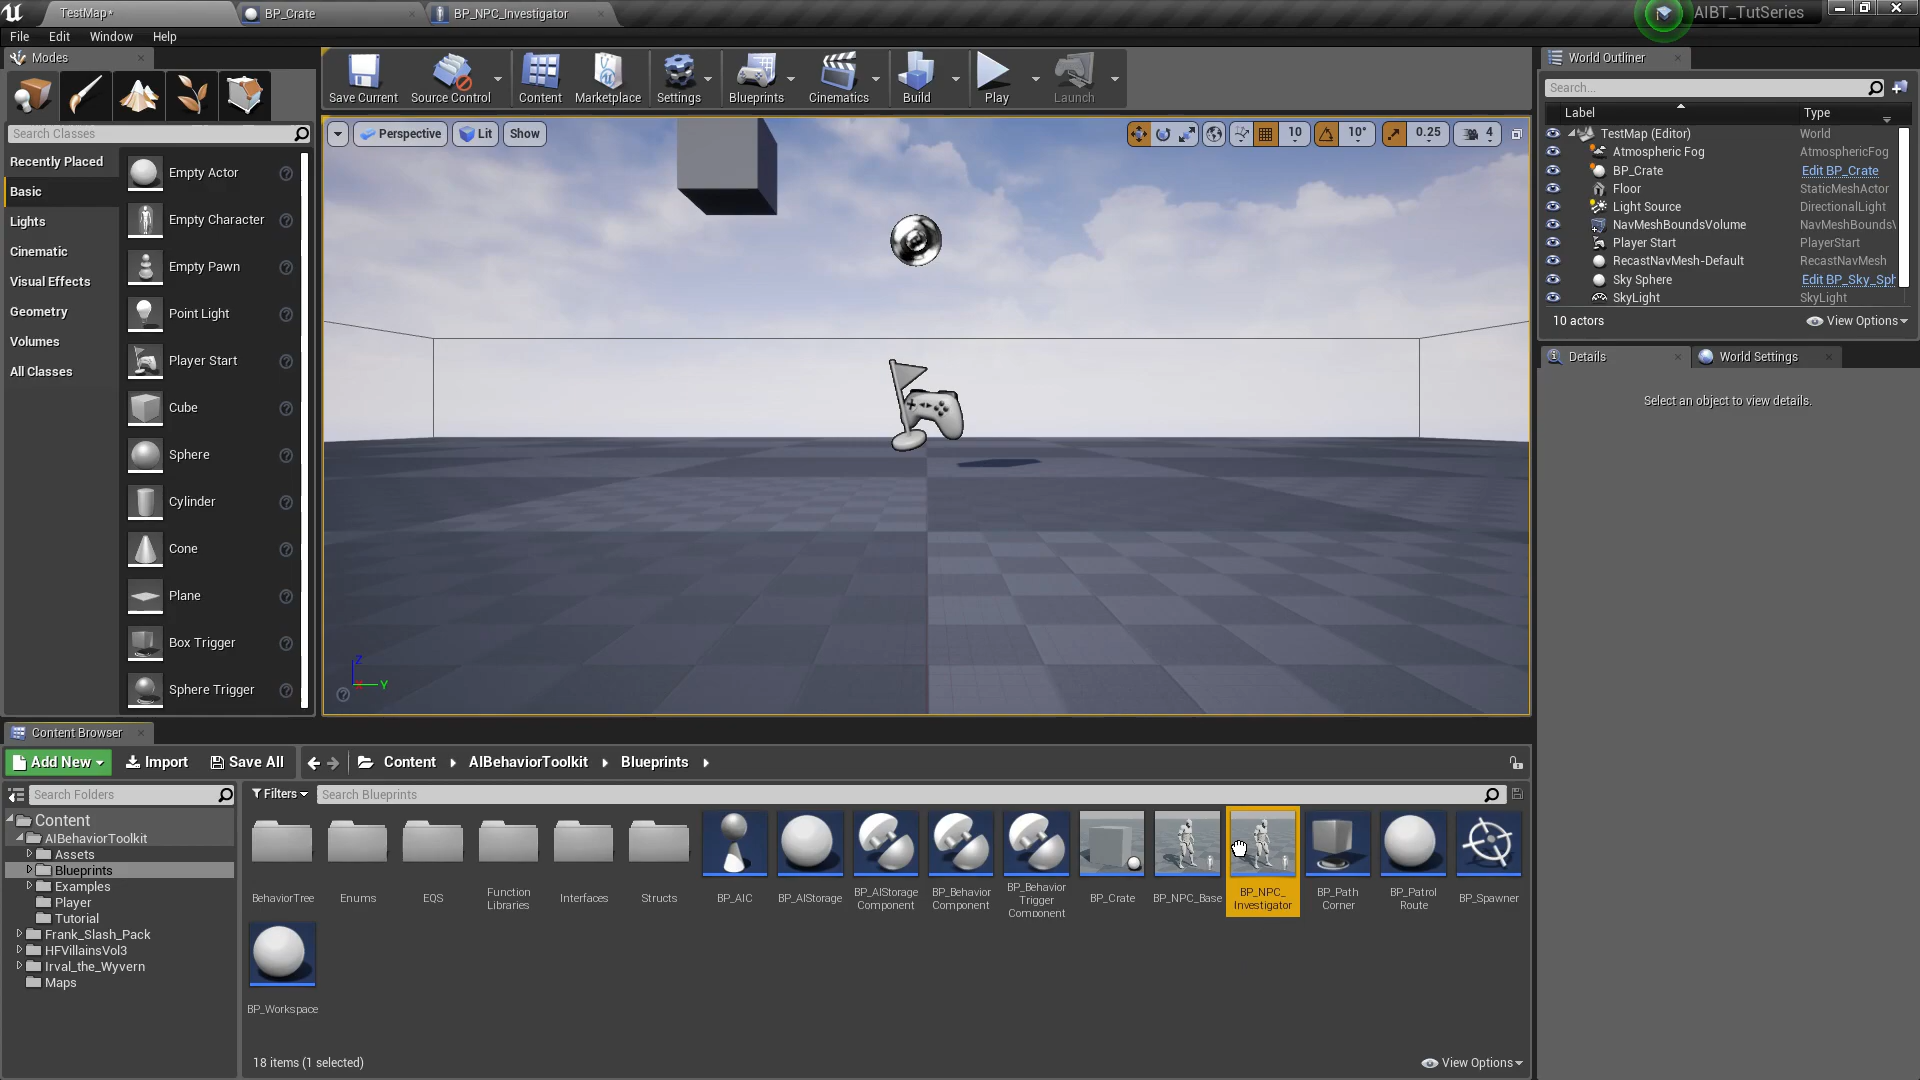 TestMap*
BP_Crate
BP_NPC_Investigator
AIBT_TutSeries
File
Edit
Window
Help
Modes
Save Current
Source Control
Content
Marketplace
Settings
Blueprints
Cinematics
Build
Play
Launch
World Outliner
Search...
Label
Type
TestMap (Editor)
World
Atmospheric Fog
AtmosphericFog
BP_Crate
Edit BP_Crate
Floor
StaticMeshActor
Light Source
DirectionalLight
NavMeshBoundsVolume
NavMeshBoundsV
Player Start
PlayerStart
RecastNavMesh-Default
RecastNavMesh
Sky Sphere
Edit BP_Sky_Sph
SkyLight
SkyLight
10 actors
View Options
Search Classes
Recently Placed
Basic
Lights
Cinematic
Visual Effects
Geometry
Volumes
All Classes
Empty Actor
Empty Character
Empty Pawn
Point Light
Player Start
Cube
Sphere
Cylinder
Cone
Plane
Box Trigger
Sphere Trigger
Perspective
Lit
Show
10
10°
0.25
4
Z
X
Y
Details
World Settings
Select an object to view details.
Content Browser
Add New
Import
Save All
Content
AIBehaviorToolkit
Blueprints
Search Folders
Filters
Search Blueprints
Content
AIBehaviorToolkit
Assets
Blueprints
Examples
Player
Tutorial
Frank_Slash_Pack
HFVillainsVol3
Irval_the_Wyvern
Maps
BehaviorTree
Enums
EQS
Function
Libraries
Interfaces
Structs
BP_AIC
BP_AIStorage
BP_AIStorage
Component
BP_Behavior
Component
BP_Behavior
Trigger
Component
BP_Crate
BP_NPC_Base
BP_NPC_
Investigator
BP_Path
Corner
BP_Patrol
Route
BP_Spawner
BP_Workspace
18 items (1 selected)
View Options